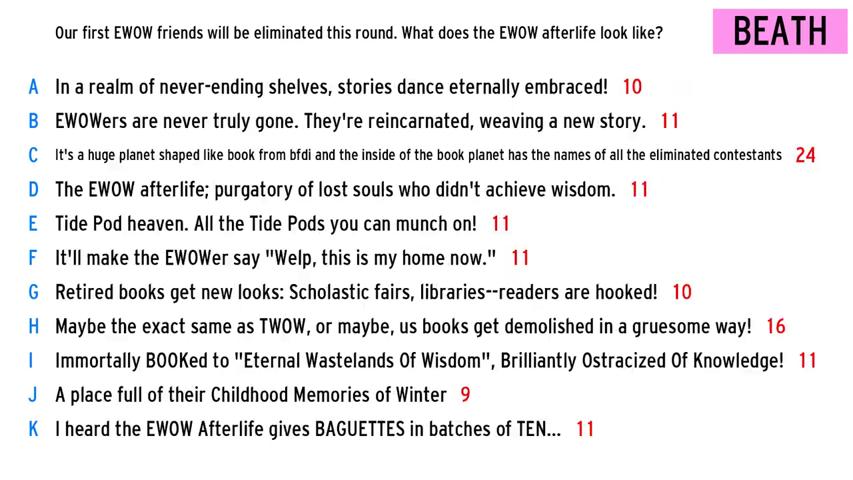 Our first EWOW friends will be eliminated this round. What does the EWOW afterlife look like?
BEATH
A In a realm of never-ending shelves, stories dance eternally embraced! 10
B EWOWers are never truly gone. They're reincarnated, weaving a new story. 11
C It's a huge planet shaped like book from bfdi and the inside of the book planet has the names of all the eliminated contestants 24
D The EWOW afterlife; purgatory of lost souls who didn't achieve wisdom. 11
E Tide Pod heaven. All the Tide Pods you can munch on! 11
F It'll make the EWOWer say "Welp, this is my home now." 11
G Retired books get new looks: Scholastic fairs, libraries--readers are hooked! 10
H Maybe the exact same as TWOW, or maybe, us books get demolished in a gruesome way! 16
I Immortally BOOKed to "Eternal Wastelands Of Wisdom", Brilliantly Ostracized Of Knowledge! 11
J A place full of their Childhood Memories of Winter 9
K I heard the EWOW Afterlife gives BAGUETTES in batches of TEN... 11